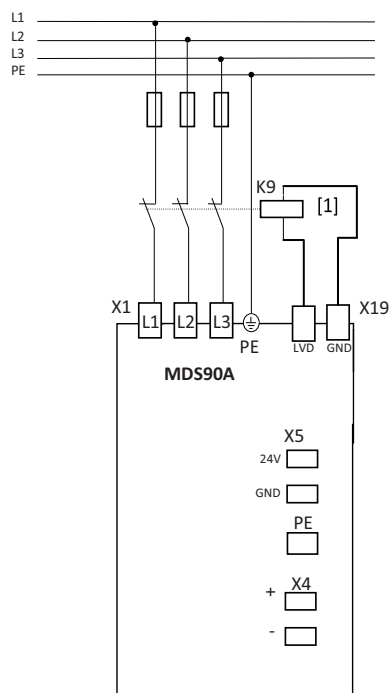 L1
L2
L3
PE
K9
[1]
X1
L1 L2 L3
X19
PE
LVD GND
MDS90A
X5
24V
GND
PE
X4
+
-